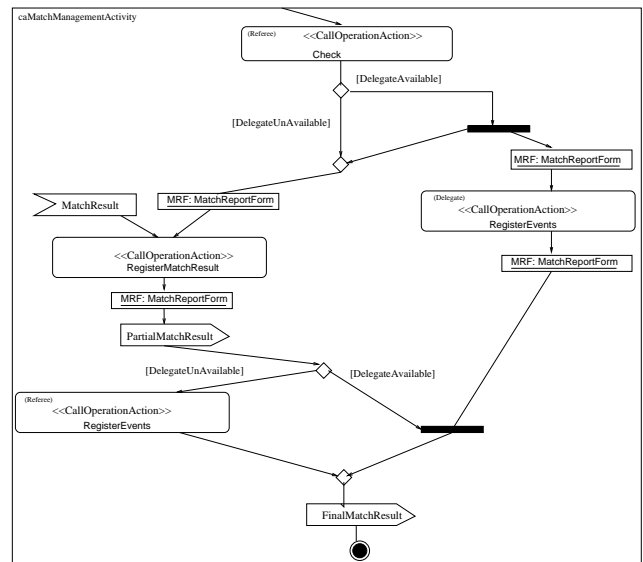 caMatchManagementActivity
(Referee) <<CallOperationAction>>
Check
[DelegateAvailable]
[DelegateUnAvailable]
MRF: MatchReportForm
MRF: MatchReportForm
MatchResult
(Delegate)
<<CallOperationAction>>
RegisterEvents
<<CallOperationAction>>
RegisterMatchResult
MRF: MatchReportForm
MRF: MatchReportForm
PartialMatchResult
[DelegateUnAvailable]
[DelegateAvailable]
(Referee)
<<CallOperationAction>>
RegisterEvents
FinalMatchResult